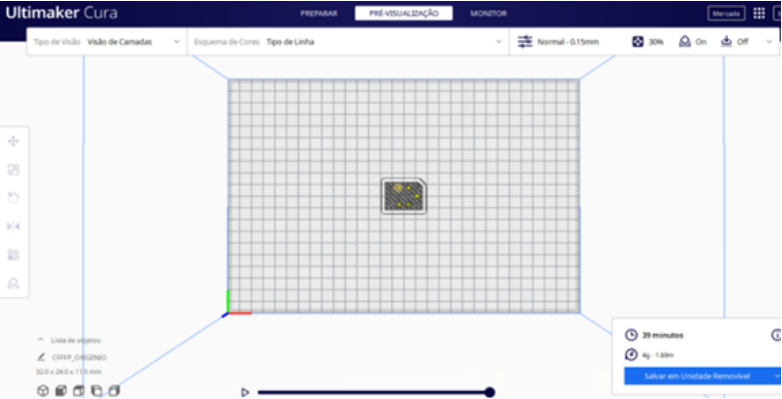 Ultimaker Cura
PREPARAR
PRÉ-VISUALIZAÇÃO
MONITOR
Mercado
Tipo de Visão Visão de Camadas
Esquema de Cores Tipo de Linha
Normal - 0.15mm
30%
On
Off
Lista de objetos
CFFFP_OXIGENIO
32.0 x 24.0 x 11.5 mm
39 minutos
4g · 1.69m
Salvar em Unidade Removível